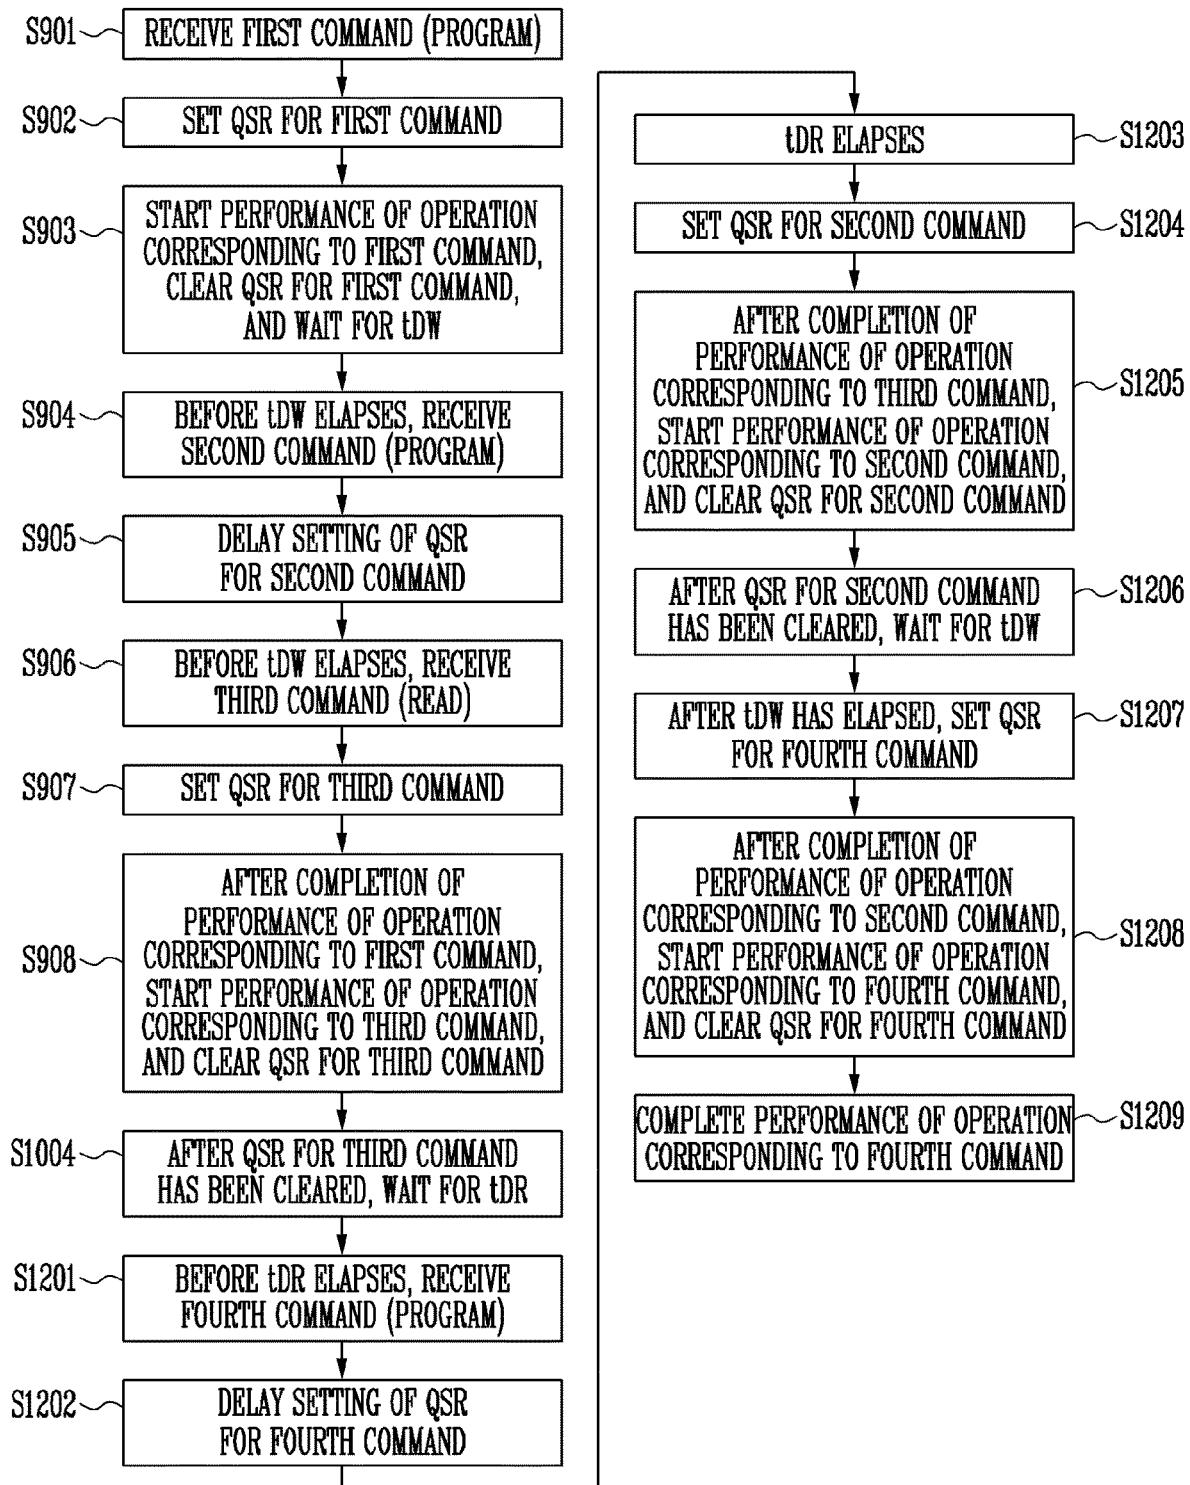 S901
RECEIVE FIRST COMMAND (PROGRAM)
S902
SET QSR FOR FIRST COMMAND
S903
START PERFORMANCE OF OPERATION
CORRESPONDING TO FIRST COMMAND,
CLEAR QSR FOR FIRST COMMAND,
AND WAIT FOR tDW
S904
BEFORE tDW ELAPSES, RECEIVE
SECOND COMMAND (PROGRAM)
S905
DELAY SETTING OF QSR
FOR SECOND COMMAND
S906
BEFORE tDW ELAPSES, RECEIVE
THIRD COMMAND (READ)
S907
SET QSR FOR THIRD COMMAND
S908
AFTER COMPLETION OF
PERFORMANCE OF OPERATION
CORRESPONDING TO FIRST COMMAND,
START PERFORMANCE OF OPERATION
CORRESPONDING TO THIRD COMMAND,
AND CLEAR QSR FOR THIRD COMMAND
S1004
AFTER QSR FOR THIRD COMMAND
HAS BEEN CLEARED, WAIT FOR tDR
S1201
BEFORE tDR ELAPSES, RECEIVE
FOURTH COMMAND (PROGRAM)
S1202
DELAY SETTING OF QSR
FOR FOURTH COMMAND
tDR ELAPSES
S1203
SET QSR FOR SECOND COMMAND
S1204
AFTER COMPLETION OF
PERFORMANCE OF OPERATION
CORRESPONDING TO THIRD COMMAND,
START PERFORMANCE OF OPERATION
CORRESPONDING TO SECOND COMMAND,
AND CLEAR QSR FOR SECOND COMMAND
S1205
AFTER QSR FOR SECOND COMMAND
HAS BEEN CLEARED, WAIT FOR tDW
S1206
AFTER tDW HAS ELAPSED, SET QSR
FOR FOURTH COMMAND
S1207
AFTER COMPLETION OF
PERFORMANCE OF OPERATION
CORRESPONDING TO SECOND COMMAND,
START PERFORMANCE OF OPERATION
CORRESPONDING TO FOURTH COMMAND,
AND CLEAR QSR FOR FOURTH COMMAND
S1208
COMPLETE PERFORMANCE OF OPERATION
CORRESPONDING TO FOURTH COMMAND
S1209